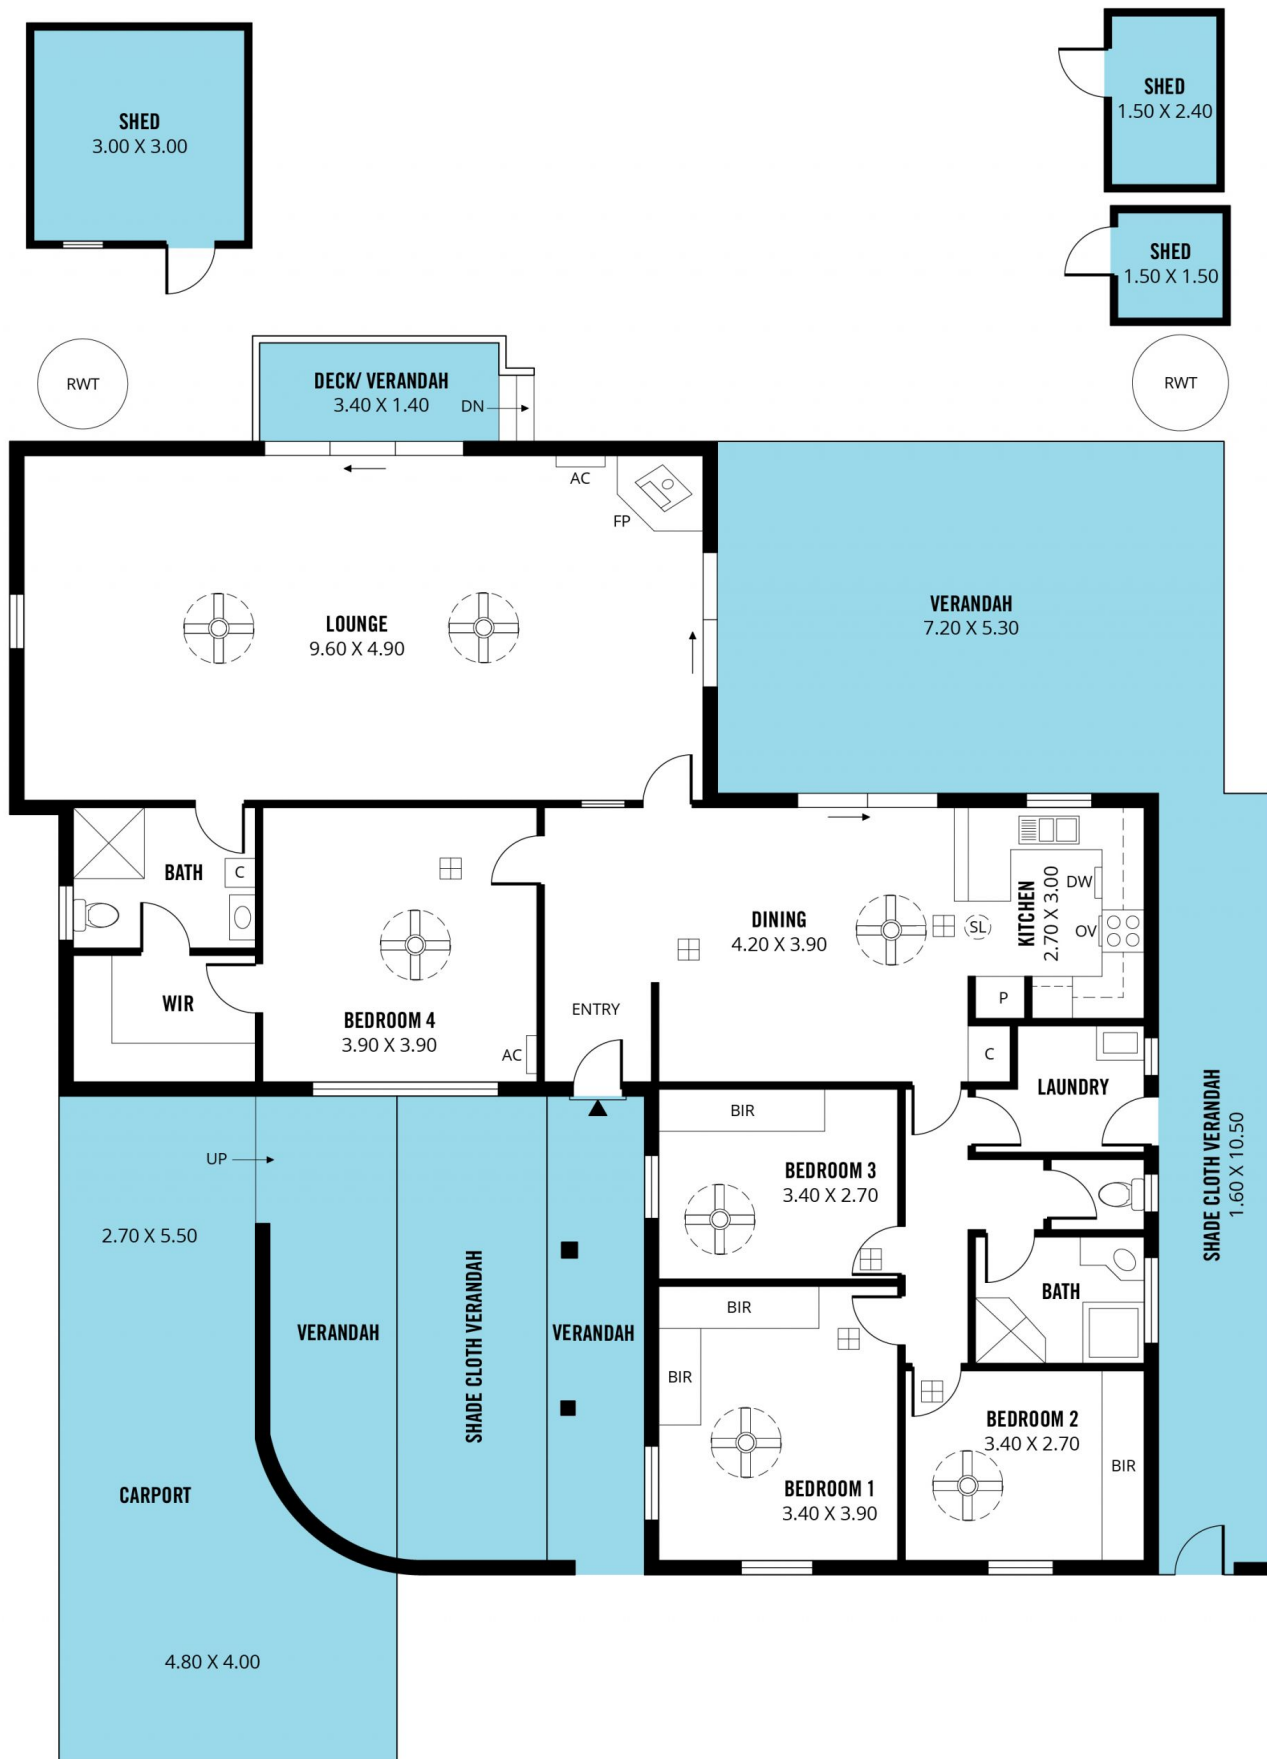 SHED
3.00 X 3.00
SHED
1.50 X 2.40
SHED
1.50 X 1.50
RWT
DECK/ VERANDAH
3.40 X 1.40
DN
RWT
AC
FP
LOUNGE
9.60 X 4.90
VERANDAH
7.20 X 5.30
BATH
C
BEDROOM 4
3.90 X 3.90
AC
WIR
ENTRY
DINING
4.20 X 3.90
SL
KITCHEN
2.70 X 3.00
DW
OV
P
C
LAUNDRY
SHADE CLOTH VERANDAH
1.60 X 10.50
UP
2.70 X 5.50
BIR
BEDROOM 3
3.40 X 2.70
BATH
VERANDAH
SHADE CLOTH VERANDAH
VERANDAH
BIR
BIR
BEDROOM 1
3.40 X 3.90
BEDROOM 2
3.40 X 2.70
BIR
CARPORT
4.80 X 4.00